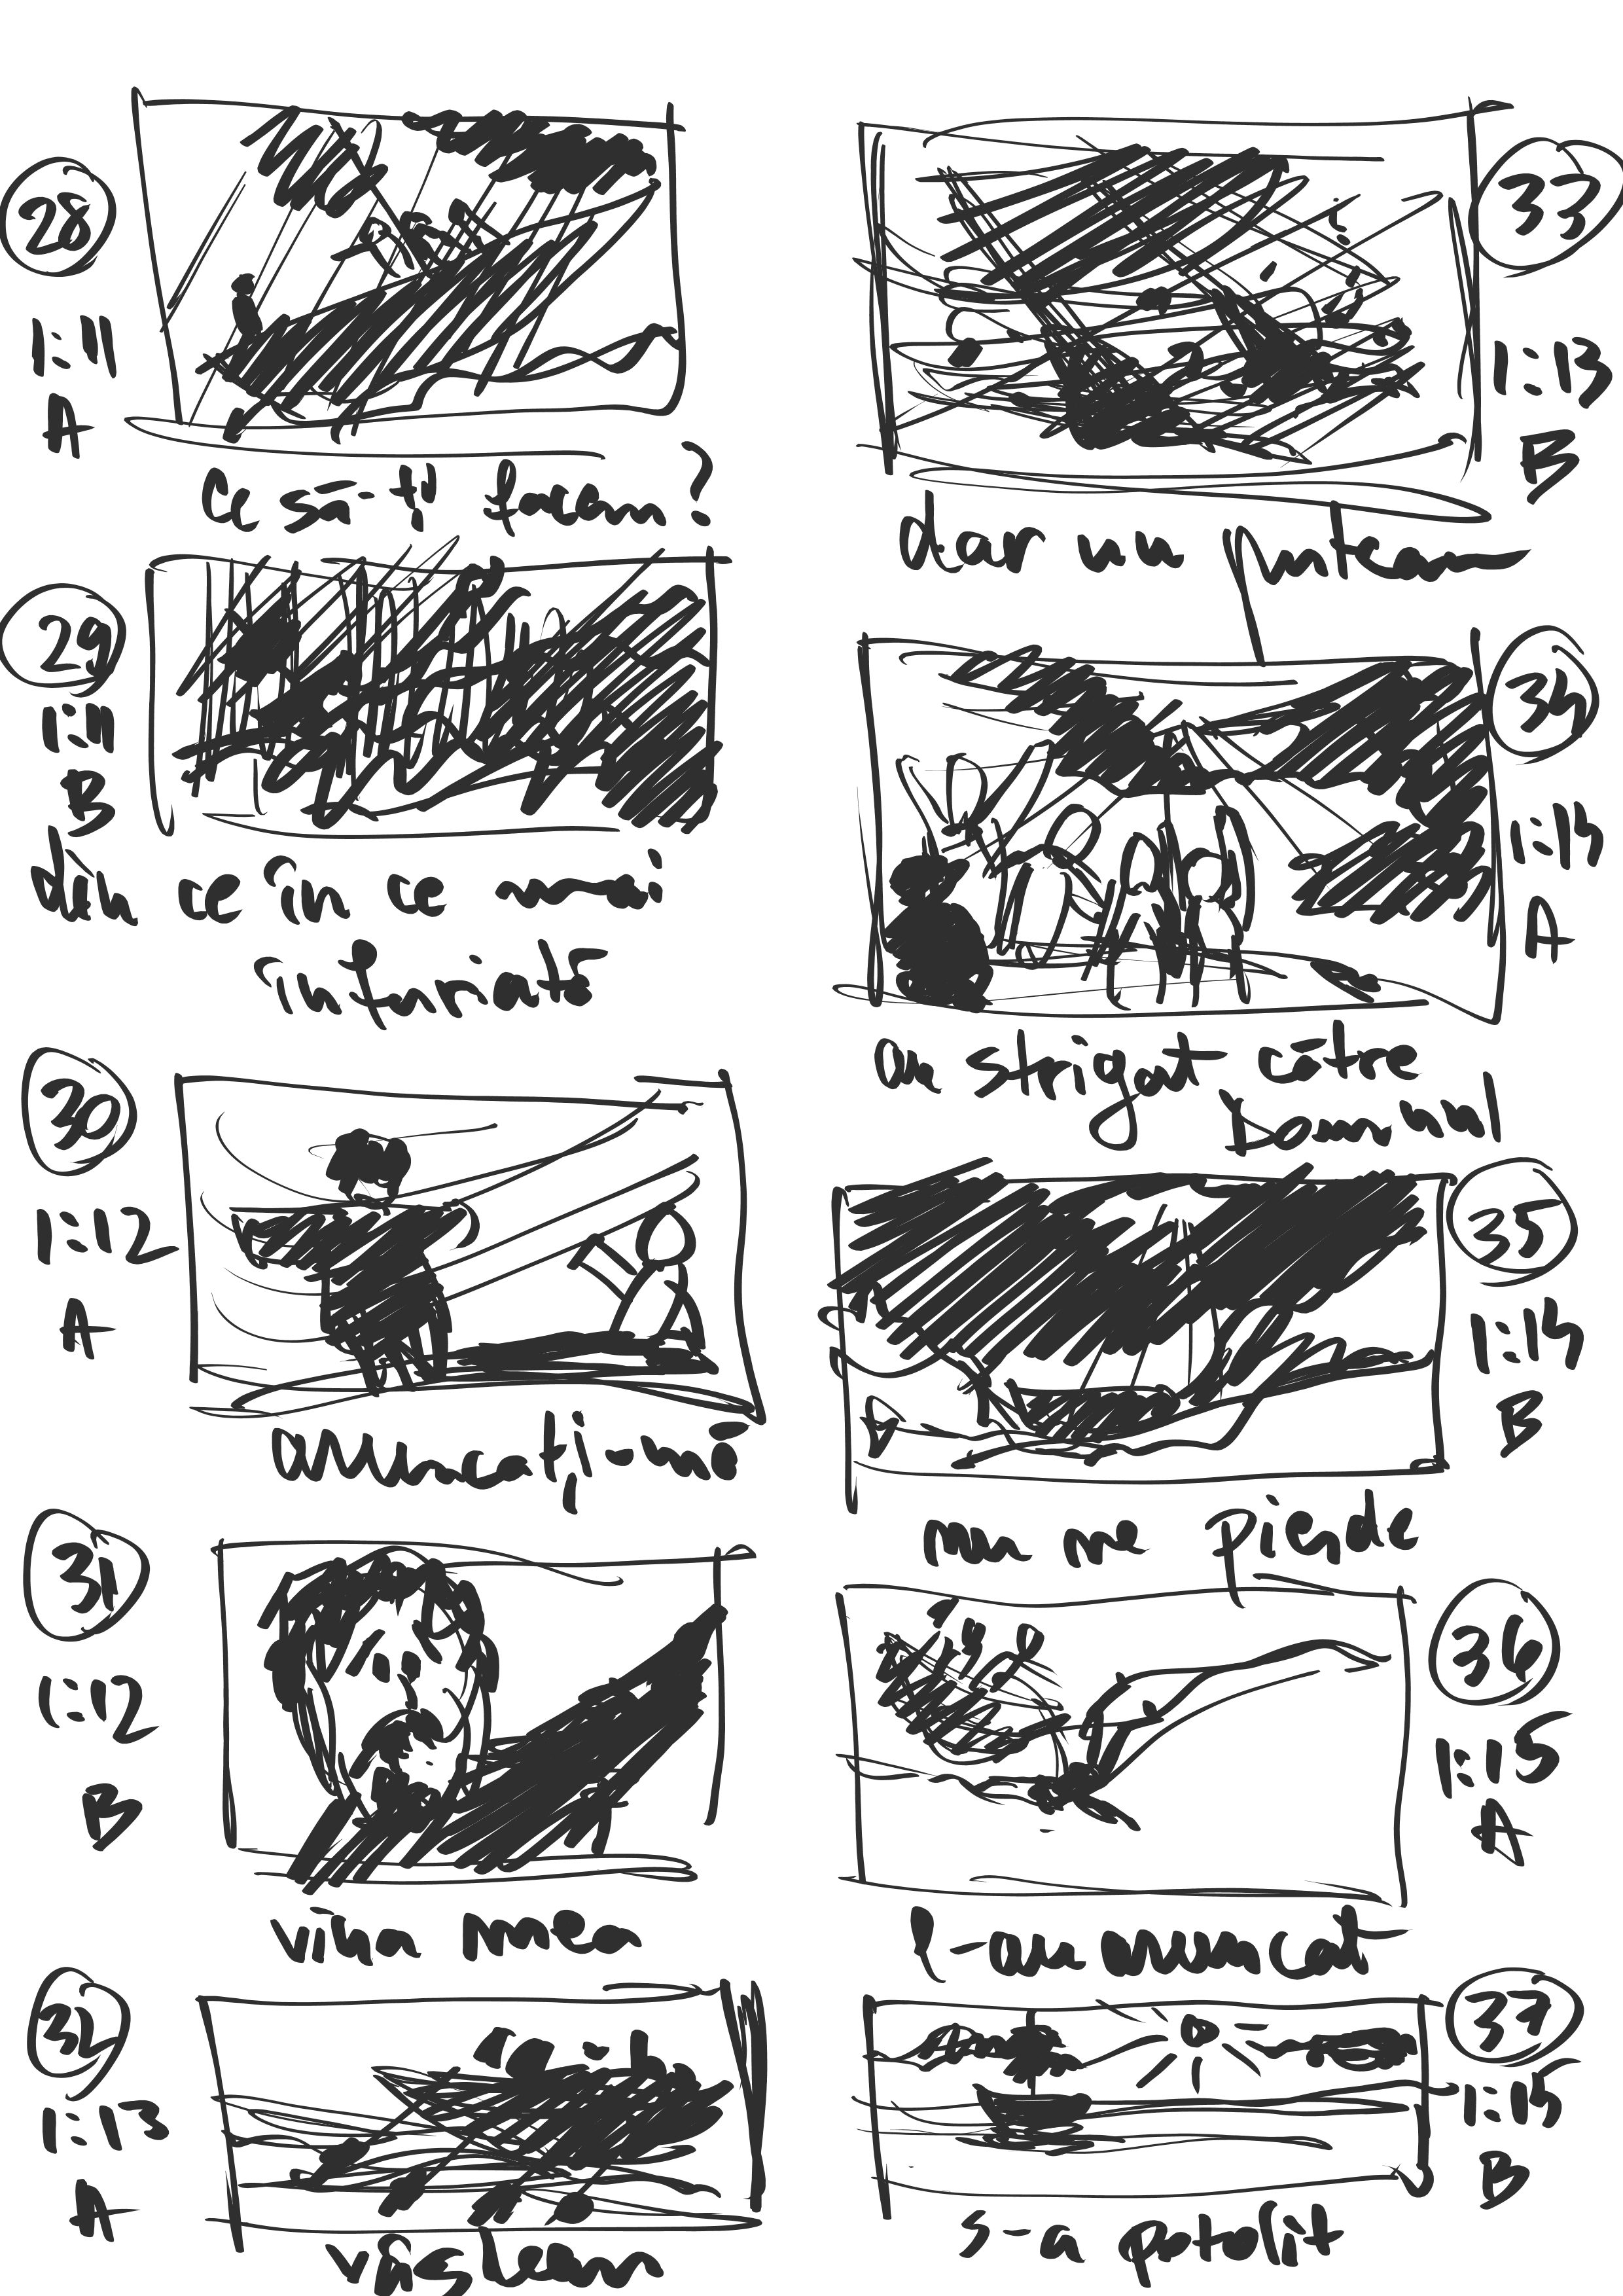 28
1:11
A
Ce să-ți facem?
29
1:11
B
din ce în ce mai
înfuriată
30
1:12
A
Aruncați-mă
31
1:12
B
vina mea
32
1:13
A
vâsleau
33
1:13
B
dar nu puteau
34
1:14
A
au strigat către
Domnul
35
1:14
B
nu ne pierde
36
1:15
A
l-au aruncat
37
1:15
B
s-a potolit